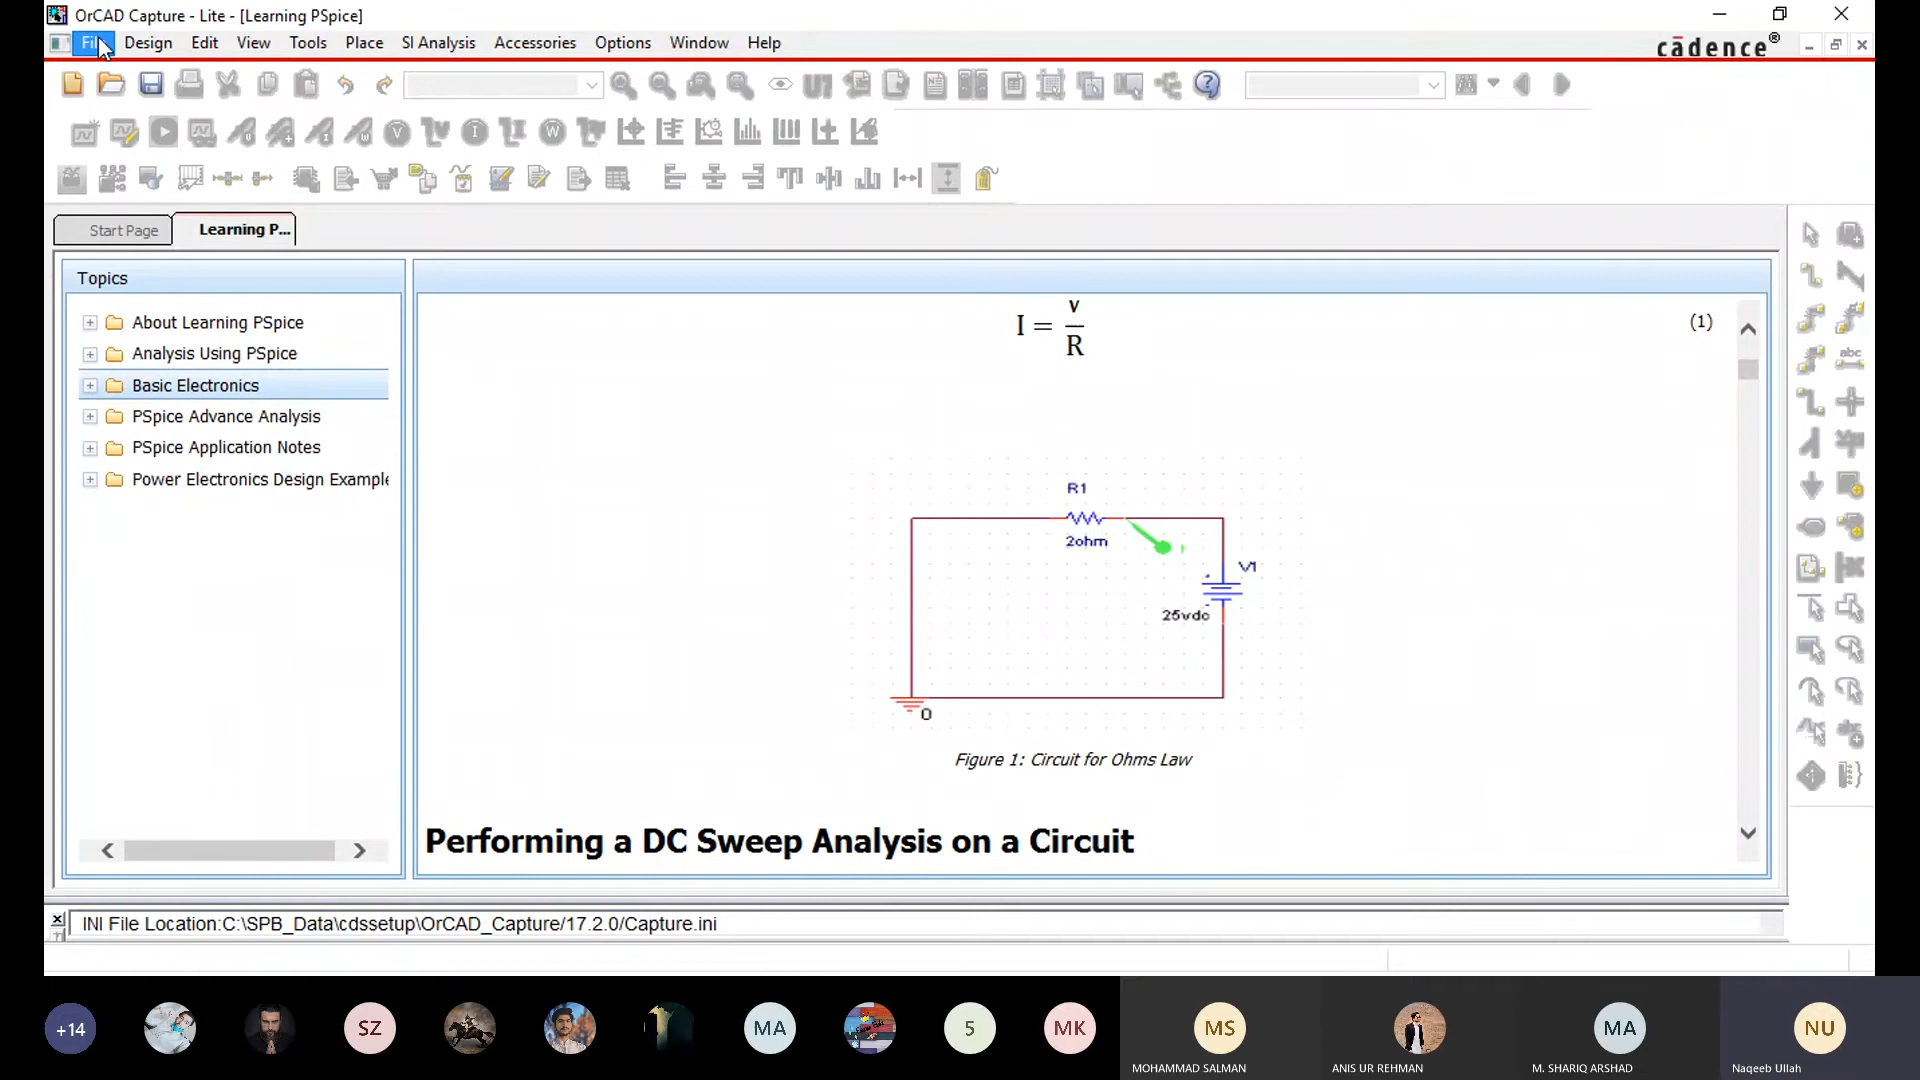 OrCAD Capture - Lite - [Learning PSpice]
File Design Edit View Tools Place SI Analysis Accessories Options Window Help
cādence®
Start Page
Learning P...
Topics
About Learning PSpice
Analysis Using PSpice
Basic Electronics
PSpice Advance Analysis
PSpice Application Notes
Power Electronics Design Example
I = v/R (1)
R1
2ohm
V1
25vdc
0
Figure 1: Circuit for Ohms Law
Performing a DC Sweep Analysis on a Circuit
INI File Location:C:\SPB_Data\cdssetup\OrCAD_Capture/17.2.0/Capture.ini
+14 SZ MA 5 MK MS MA NU
MOHAMMAD SALMAN ANIS UR REHMAN M. SHARIQ ARSHAD Naqeeb Ullah